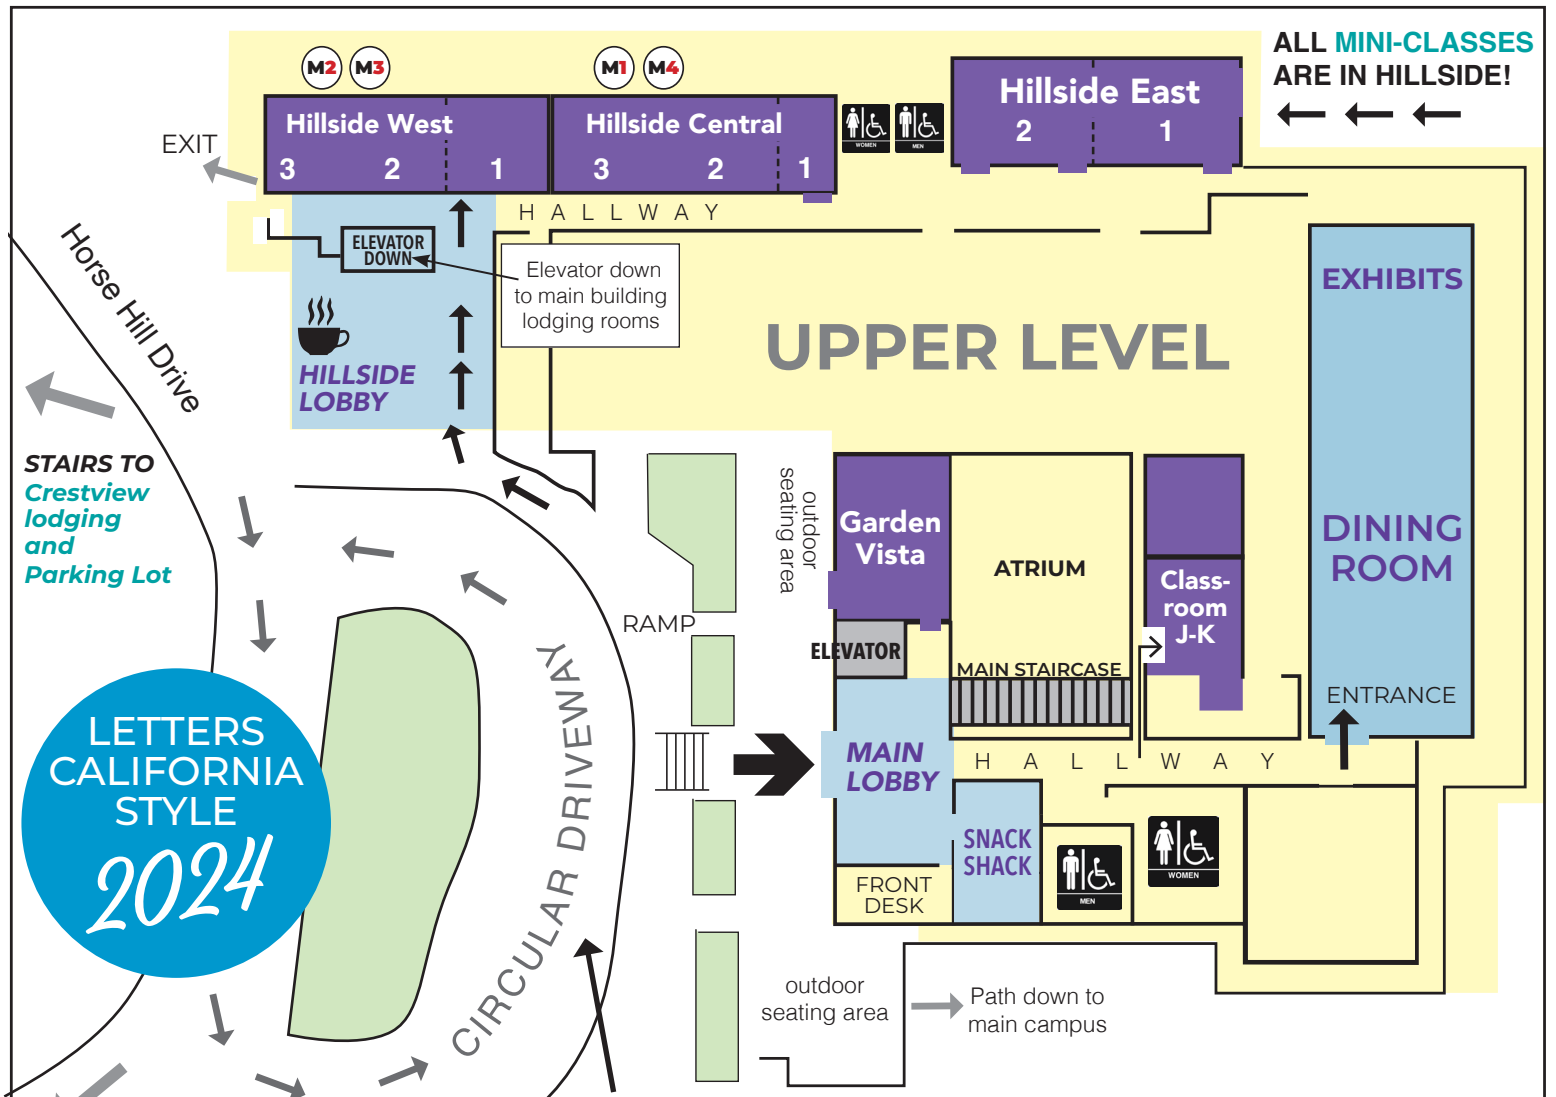 ALL MINI-CLASSES
ARE IN HILLSIDE!
M2 M3
M1 M4
Hillside West
3 2 1
Hillside Central
3 2 1
WOMEN
MEN
Hillside East
2 1
EXIT
HALLWAY
ELEVATOR
DOWN
Elevator down
to main building
lodging rooms
HILLSIDE
LOBBY
UPPER LEVEL
EXHIBITS
DINING
ROOM
ENTRANCE
Horse Hill Drive
STAIRS TO
Crestview
lodging
and
Parking Lot
outdoor
seating area
Garden
Vista
ATRIUM
Class-
room
J-K
RAMP
ELEVATOR
MAIN STAIRCASE
MAIN
LOBBY
HALLWAY
SNACK
SHACK
MEN
WOMEN
FRONT
DESK
CIRCULAR DRIVEWAY
LETTERS
CALIFORNIA
STYLE
2024
outdoor
seating area
Path down to
main campus